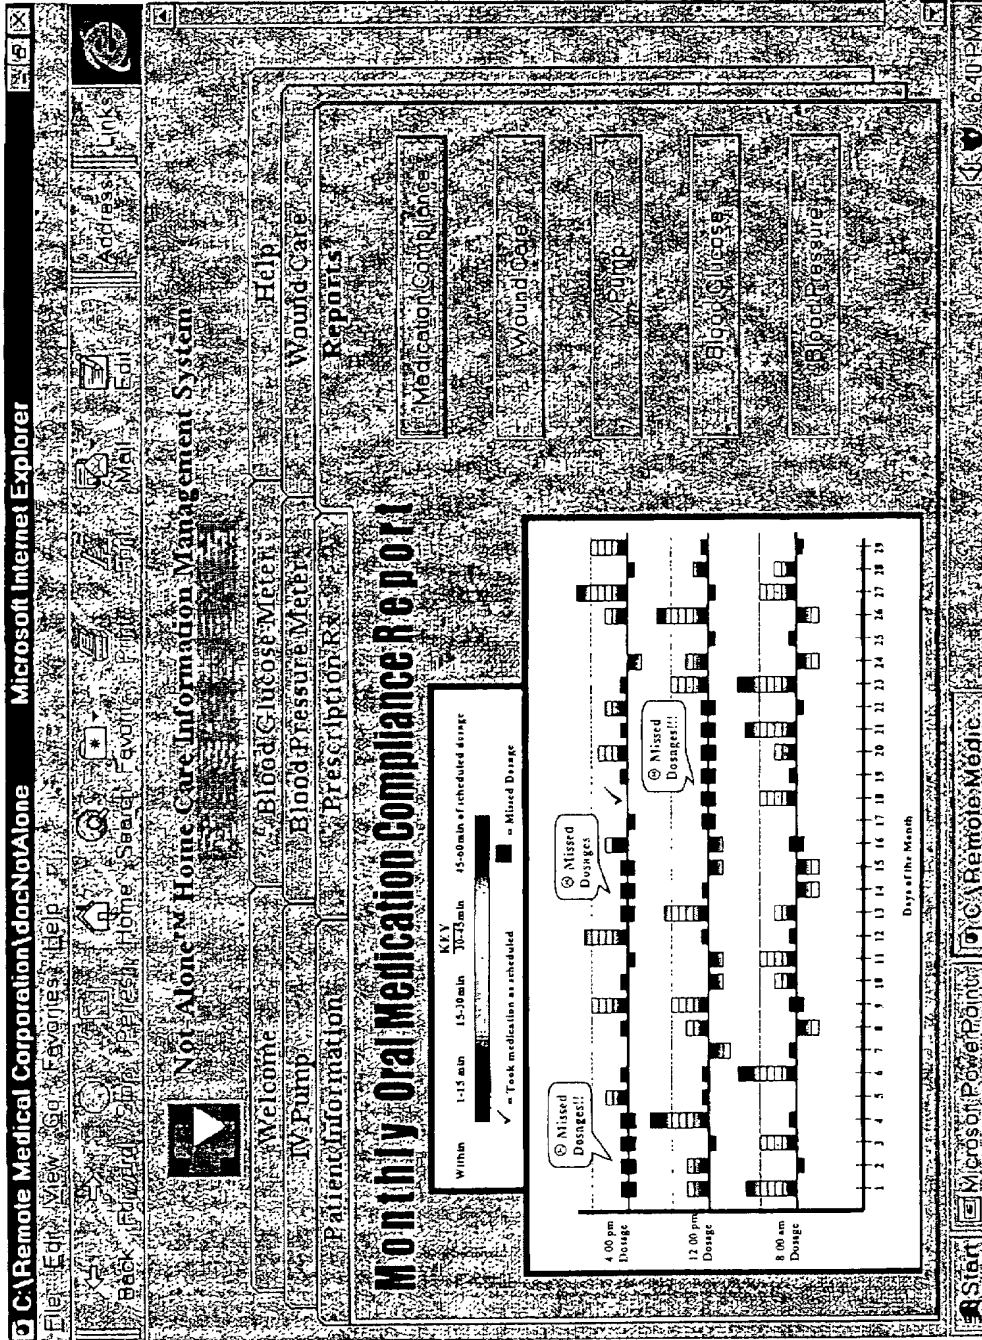 C:\Remote Medical Corporation\docNotAlone Microsoft Internet Explorer
File Edit View Go Favorites Help
Back Forward Stop Refresh Home Search Favorit Print Font Mail Edit
Address Links
Not Alone™ Home Care Information Management System
Welcome Blood Glucose Meter Help
IV Pump Blood Pressure Meter Wound Care
Patient Information Prescription Rx Reports
Monthly Oral Medication Compliance Report
KEY
Within 1-15 min 15-30 min 30-45 min 45-60 min of scheduled dosage
✓ = Took medication as scheduled ■ = Missed Dosage
☹ Missed
Dosages!!
☹ Missed
Dosages
☹ Missed
Dosages!!!
4 00 pm
Dosage
12 00 pm
Dosage
8 00 am
Dosage
1 2 3 4 5 6 7 8 9 10 11 12 13 14 15 16 17 18 19 20 21 22 23 24 25 26 27 28 29
Days of the Month
Medication Compliance
Wound Care
IV Pump
Blood Glucose
Blood Pressure
Start Microsoft PowerPoint C:\Remote Medic... 6:40 PM